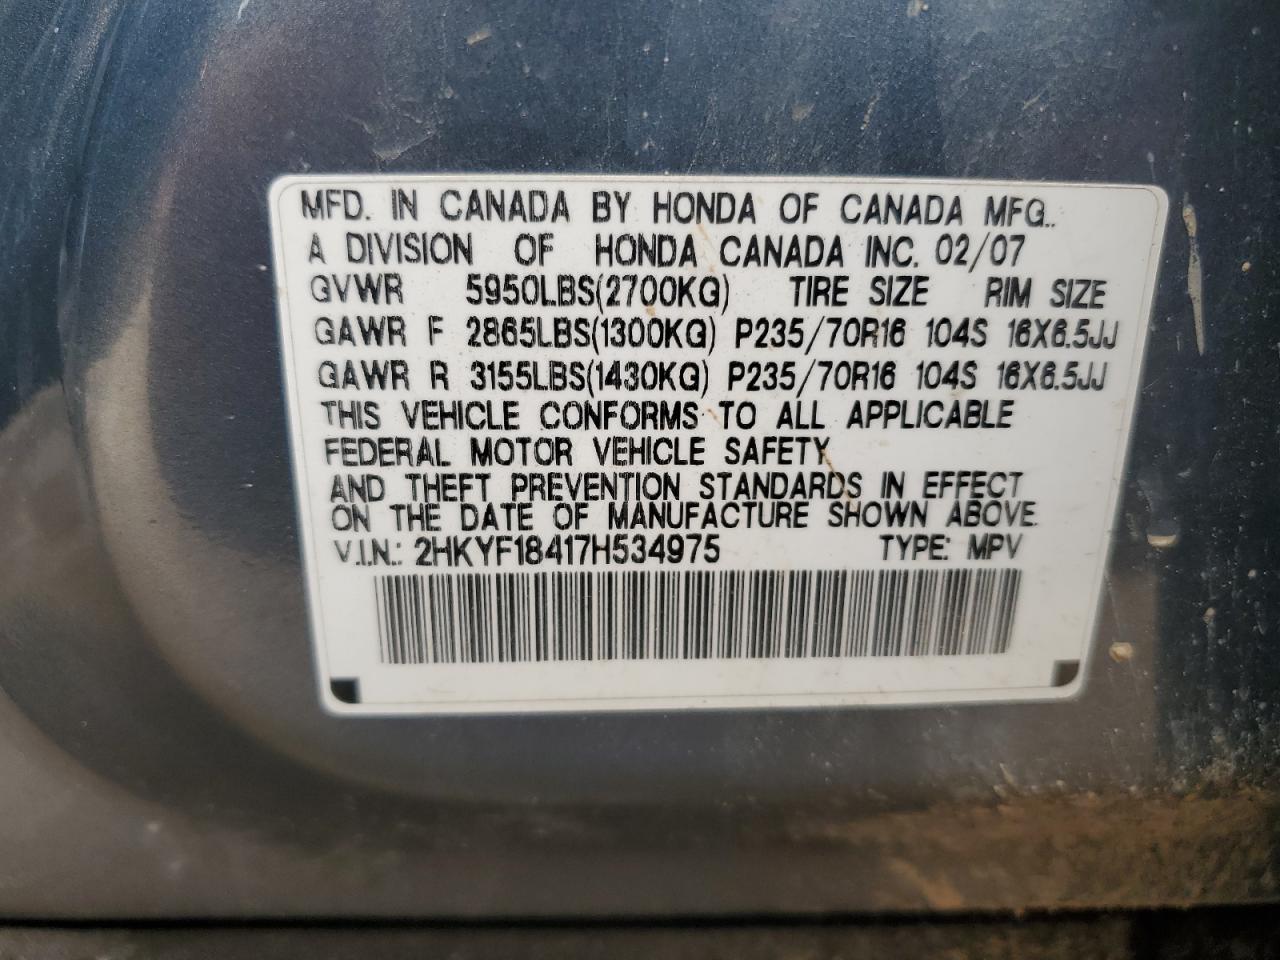 MFD. IN CANADA BY HONDA OF CANADA MFG..
A DIVISION OF HONDA CANADA INC. 02/07
GVWR 5950LBS(2700KG) TIRE SIZE RIM SIZE
GAWR F 2865LBS(1300KG) P235/70R16 104S 16X6.5JJ
GAWR R 3155LBS(1430KG) P235/70R16 104S 16X6.5JJ
THIS VEHICLE CONFORMS TO ALL APPLICABLE
FEDERAL MOTOR VEHICLE SAFETY
AND THEFT PREVENTION STANDARDS IN EFFECT
ON THE DATE OF MANUFACTURE SHOWN ABOVE.
V.I.N.: 2HKYF18417H534975 TYPE: MPV